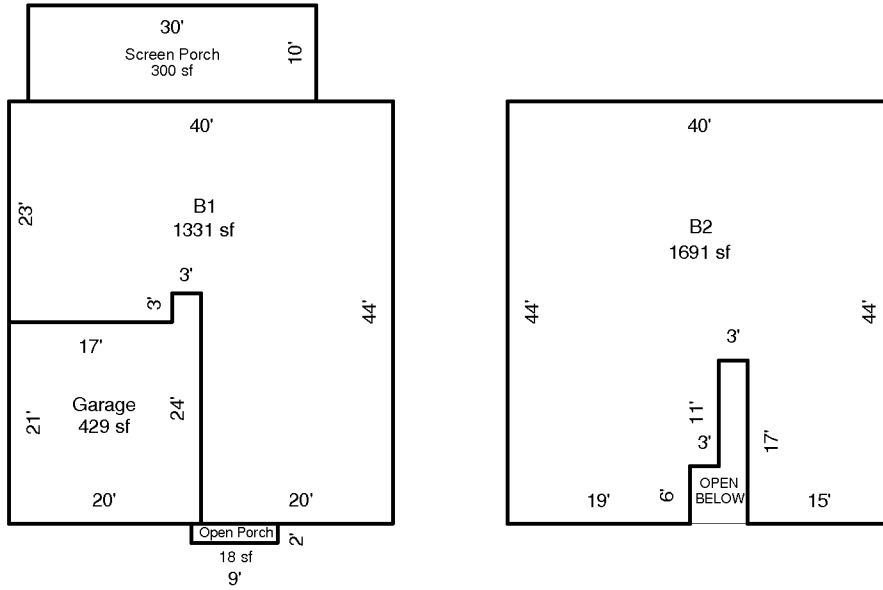 30'
Screen Porch
300 sf
10'
40'
23'
B1
1331 sf
3'
3'
44'
17'
Garage
429 sf
21'
24'
20'
20'
Open Porch
2'
18 sf
9'
40'
B2
1691 sf
44'
44'
3'
11'
3'
17'
6'
OPEN
BELOW
19'
15'